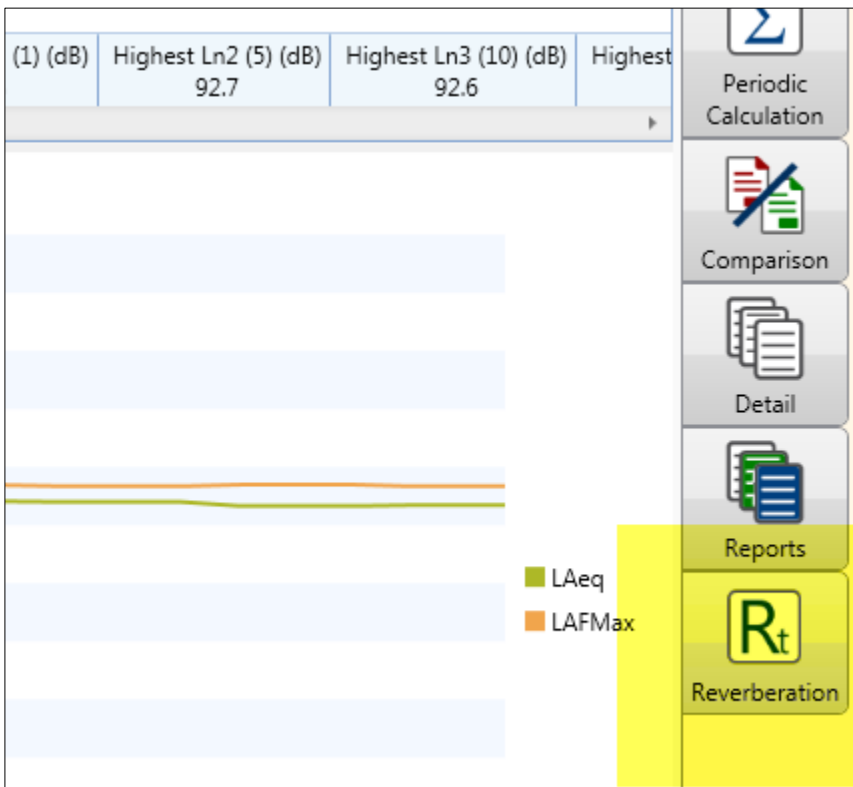 (1) (dB)
Highest Ln2 (5) (dB)
92.7
Highest Ln3 (10) (dB)
92.6
Highest
Σ
Periodic
Calculation
Comparison
Detail
Reports
LAeq
LAFMax
Rt
Reverberation